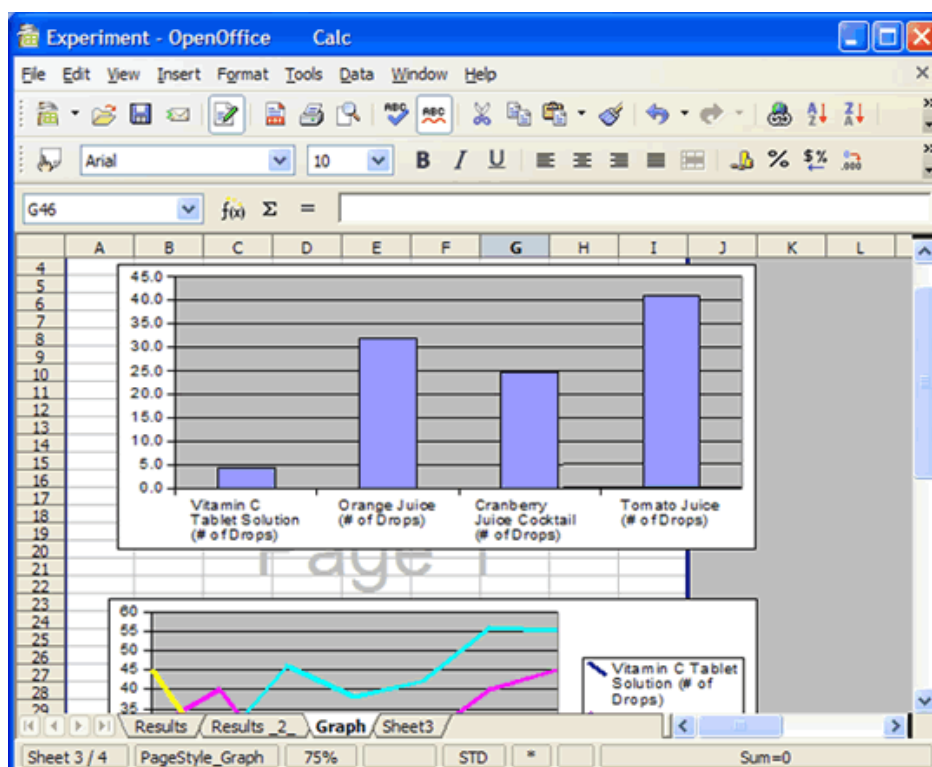 Experiment - OpenOffice Calc
File Edit View Insert Format Tools Data Window Help
ABC ABC A Z Z A
Arial 10 B I U % $% .000
G46 f(x) Σ =
A B C D E F G H I J K L
4
5
6
7
8
9
10
11
12
13
14
15
16
17
18
19
20
21
22
23
24
25
26
27
28
29
45.0
40.0
35.0
30.0
25.0
20.0
15.0
10.0
5.0
0.0
Vitamin C
Tablet Solution
(# of Drops)
Orange Juice
(# of Drops)
Cranberry
Juice Cocktail
(# of Drops)
Tomato Juice
(# of Drops)
Page 1
60
55
50
45
40
35
Vitamin C Tablet
Solution (# of
Drops)
Results Results _2_ Graph Sheet3
Sheet 3 / 4 PageStyle_Graph 75% STD * Sum=0